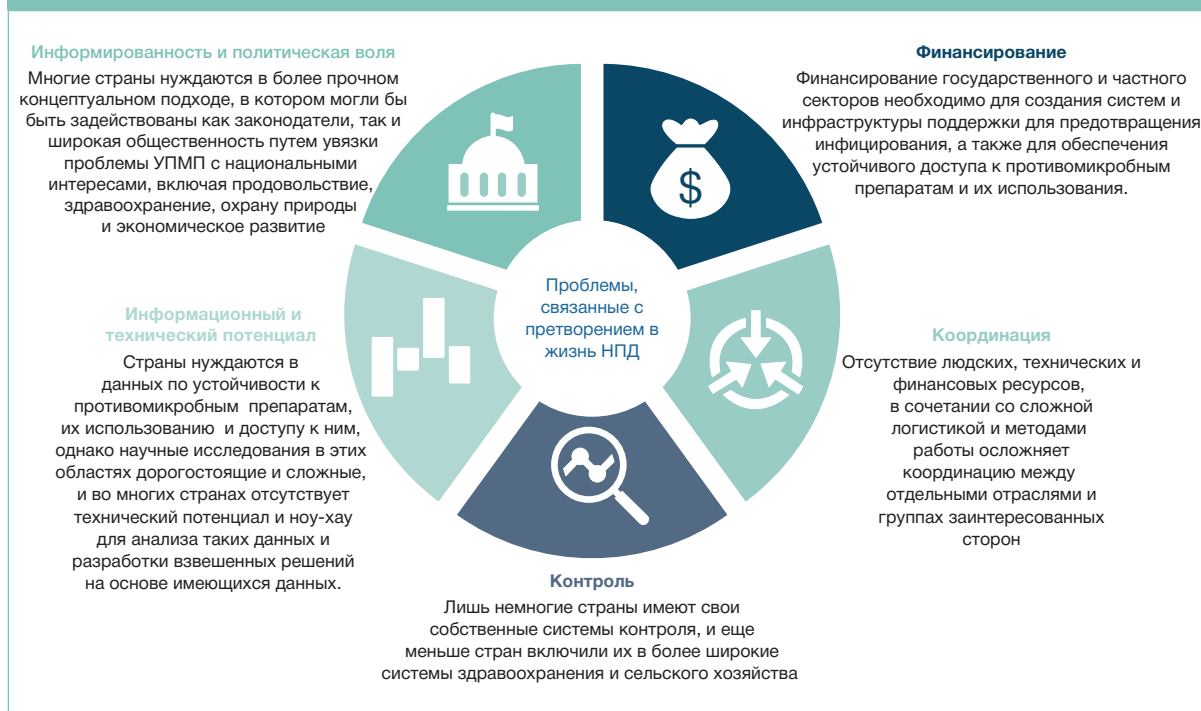 Информированность и политическая воля
Многие страны нуждаются в более прочном
концептуальном подходе, в котором могли бы
быть задействованы как законодатели, так и
широкая общественность путем увязки
проблемы УПМП с национальными
интересами, включая продовольствие,
здравоохранение, охрану природы
и экономическое развитие
Финансирование
Финансирование государственного и частного
секторов необходимо для создания систем и
инфраструктуры поддержки для предотвращения
инфицирования, а также для обеспечения
устойчивого доступа к противомикробным
препаратам и их использования.
$
Проблемы,
связанные с
претворением в
жизнь НПД
Информационный и
технический потенциал
Страны нуждаются в
данных по устойчивости к
противомикробным препаратам,
их использованию и доступу к ним,
однако научные исследования в этих
областях дорогостоящие и сложные,
и во многих странах отсутствует
технический потенциал и ноу-хау
для анализа таких данных и
разработки взвешенных решений
на основе имеющихся данных.
Координация
Отсутствие людских, технических и
финансовых ресурсов,
в сочетании со сложной
логистикой и методами
работы осложняет
координацию между
отдельными отраслями и
группах заинтересованных
сторон
Контроль
Лишь немногие страны имеют свои
собственные системы контроля, и еще
меньше стран включили их в более широкие
системы здравоохранения и сельского хозяйства